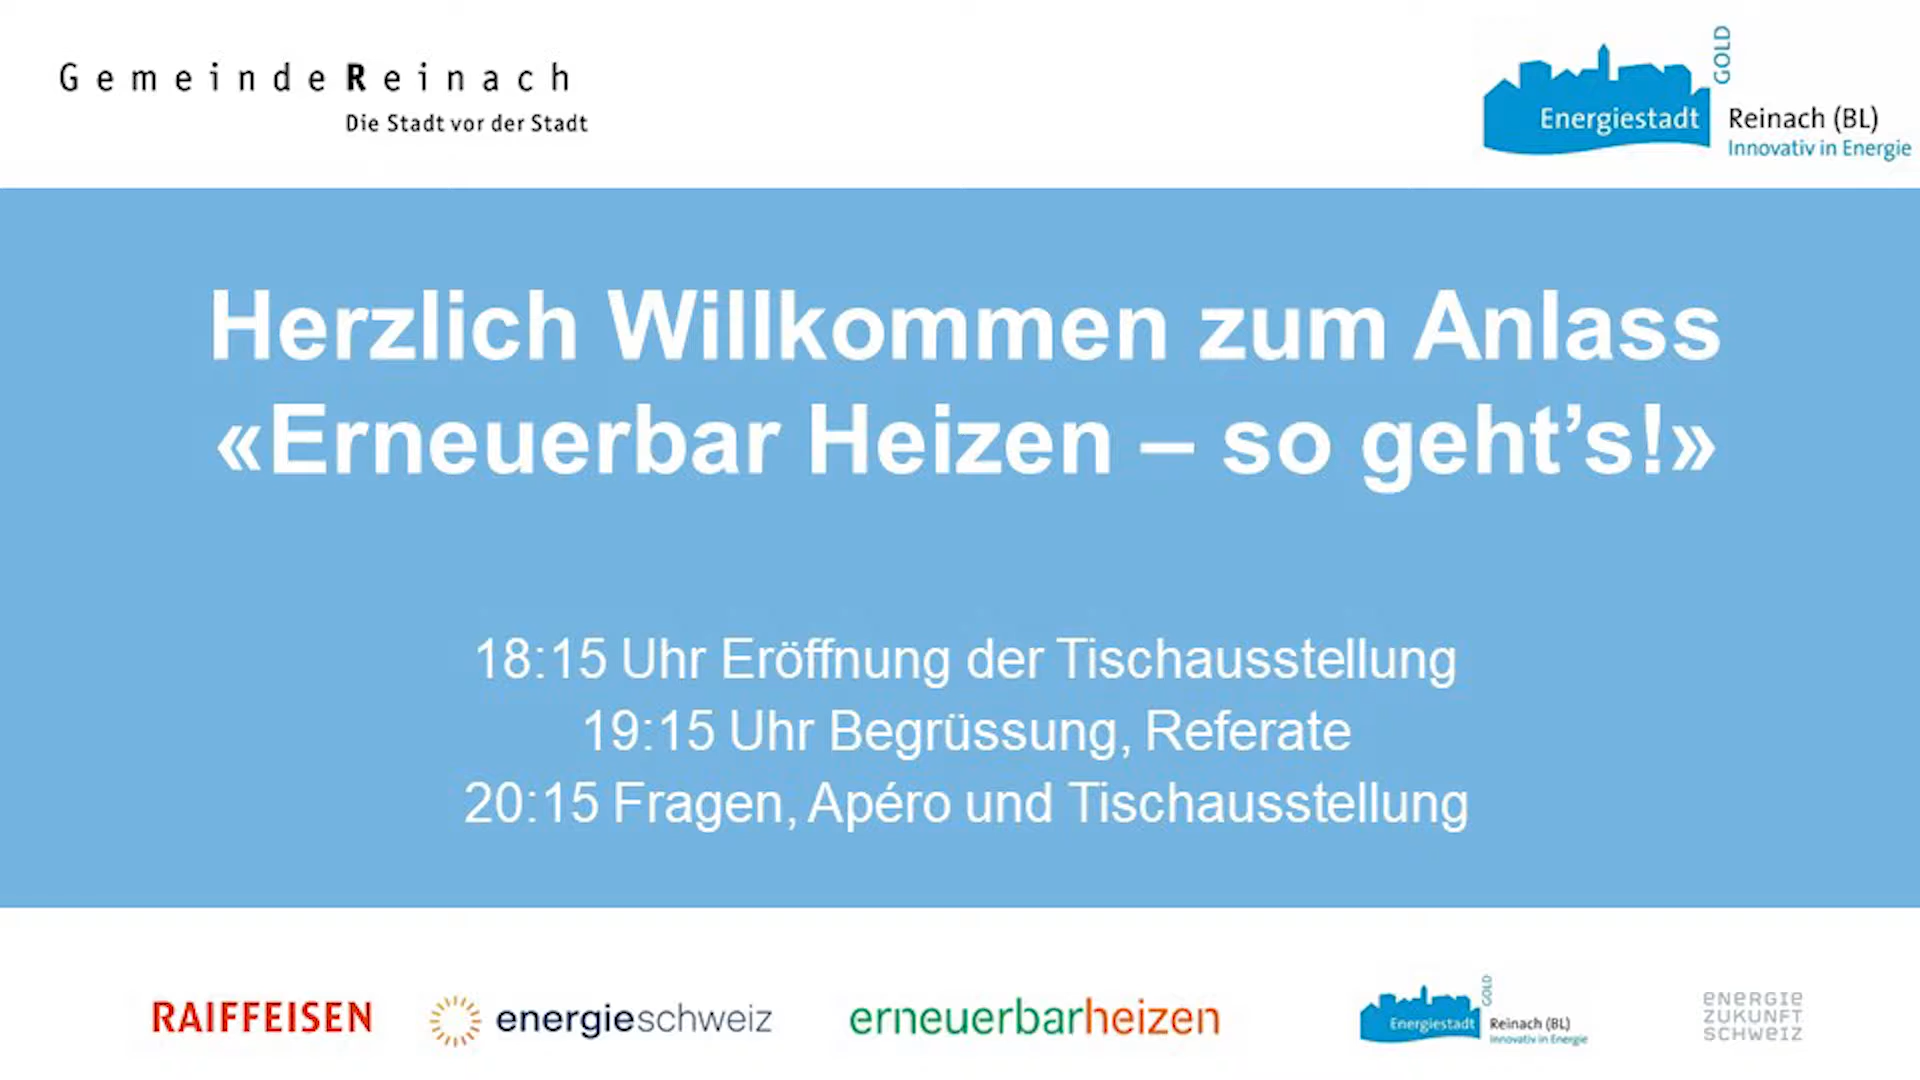 Gemeinde Reinach
Die Stadt vor der Stadt
GOLD
Energiestadt
Reinach (BL)
Innovativ in Energie
Herzlich Willkommen zum Anlass
«Erneuerbar Heizen – so geht’s!»
18:15 Uhr Eröffnung der Tischausstellung
19:15 Uhr Begrüssung, Referate
20:15 Fragen, Apéro und Tischausstellung
RAIFFEISEN
energieschweiz
erneuerbarheizen
GOLD
Energiestadt
Reinach (BL)
Innovativ in Energie
ENERGIE
ZUKUNFT
SCHWEIZ